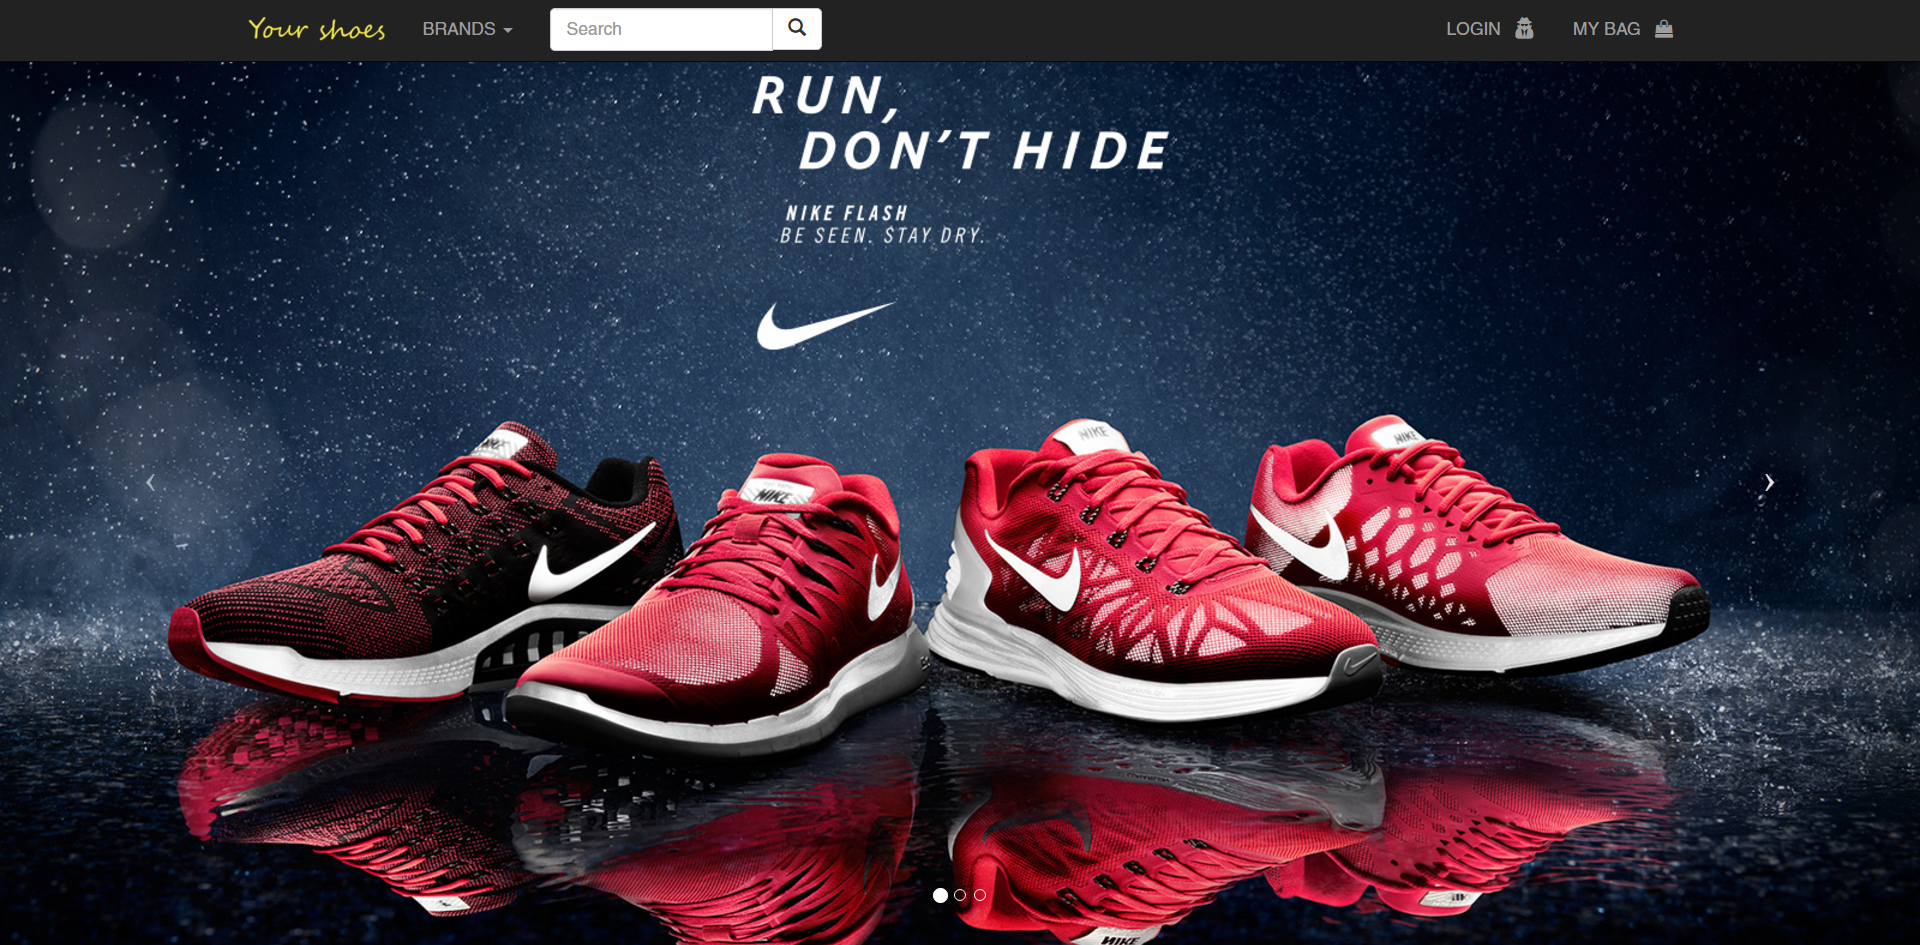 Your shoes
BRANDS
Search
LOGIN
MY BAG
RUN,
DON'T HIDE
NIKE FLASH
BE SEEN. STAY DRY.
NIKE
NIKE
NIKE
NIKE